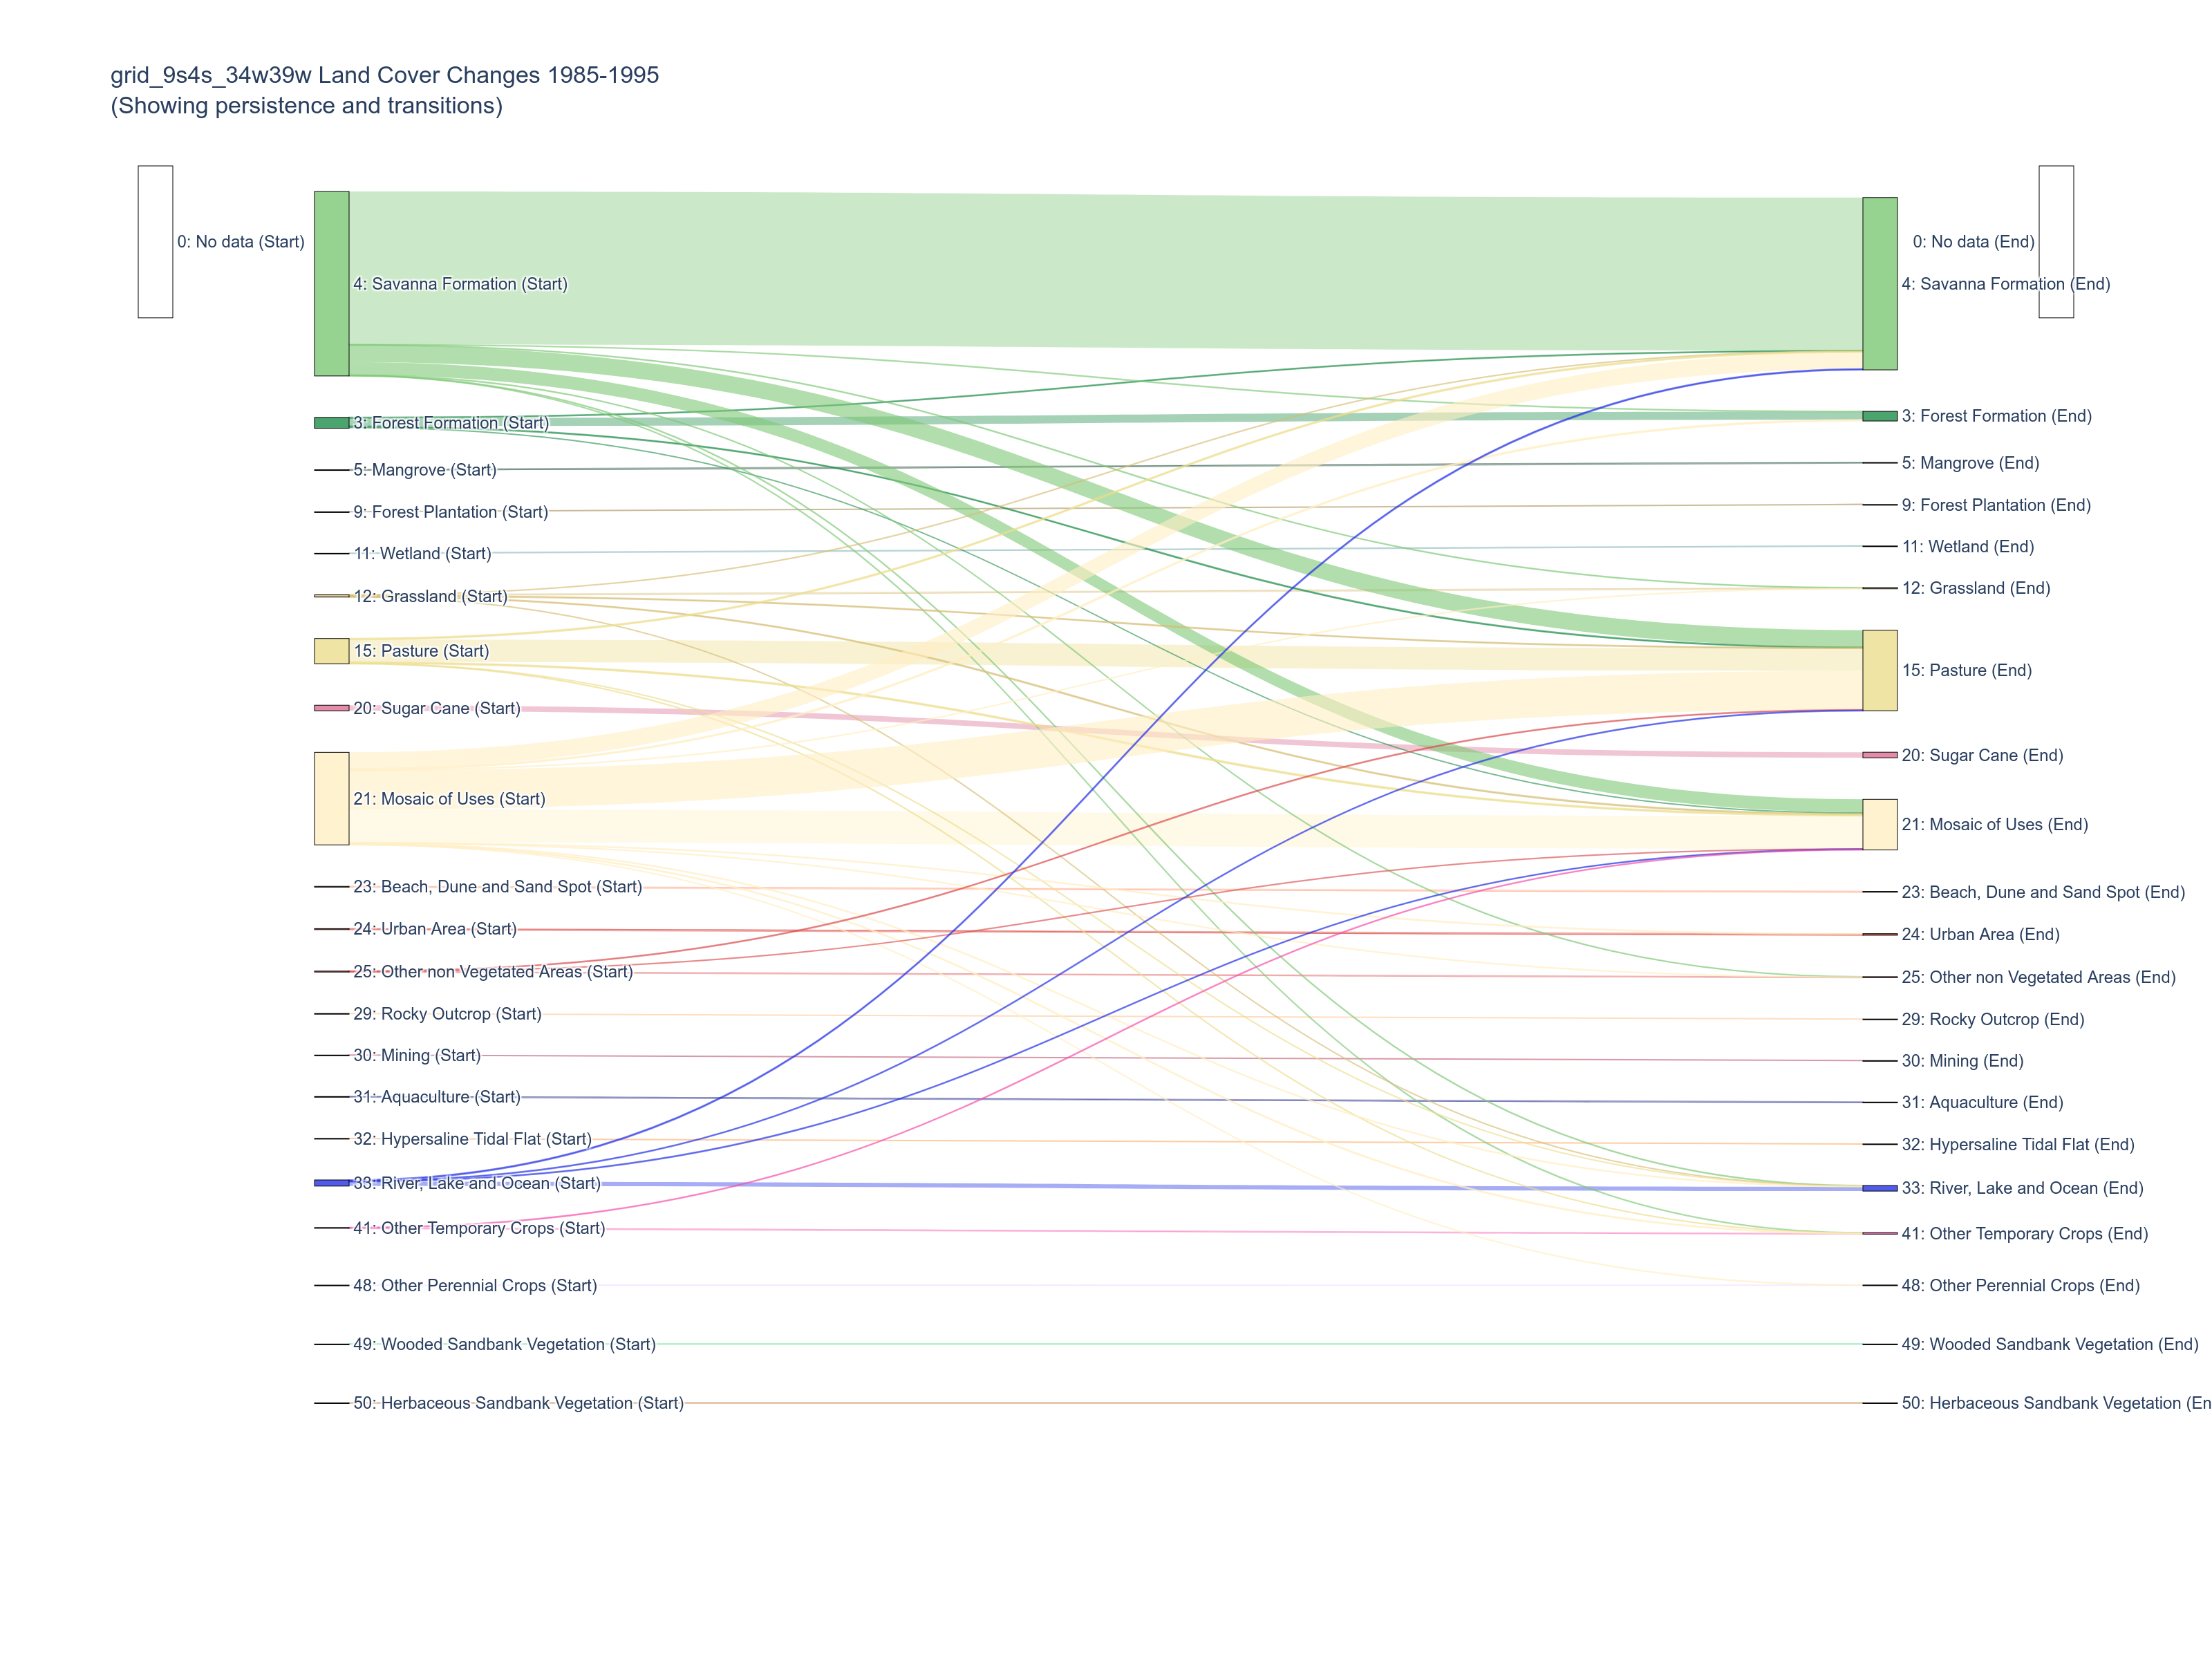 grid_9s4s_34w39w Land Cover Changes 1985-1995
(Showing persistence and transitions)
0: No data (Start)
4: Savanna Formation (Start)
3: Forest Formation (Start)
5: Mangrove (Start)
9: Forest Plantation (Start)
11: Wetland (Start)
12: Grassland (Start)
15: Pasture (Start)
20: Sugar Cane (Start)
21: Mosaic of Uses (Start)
23: Beach, Dune and Sand Spot (Start)
24: Urban Area (Start)
25: Other non Vegetated Areas (Start)
29: Rocky Outcrop (Start)
30: Mining (Start)
31: Aquaculture (Start)
32: Hypersaline Tidal Flat (Start)
33: River, Lake and Ocean (Start)
41: Other Temporary Crops (Start)
48: Other Perennial Crops (Start)
49: Wooded Sandbank Vegetation (Start)
50: Herbaceous Sandbank Vegetation (Start)
0: No data (End)
4: Savanna Formation (End)
3: Forest Formation (End)
5: Mangrove (End)
9: Forest Plantation (End)
11: Wetland (End)
12: Grassland (End)
15: Pasture (End)
20: Sugar Cane (End)
21: Mosaic of Uses (End)
23: Beach, Dune and Sand Spot (End)
24: Urban Area (End)
25: Other non Vegetated Areas (End)
29: Rocky Outcrop (End)
30: Mining (End)
31: Aquaculture (End)
32: Hypersaline Tidal Flat (End)
33: River, Lake and Ocean (End)
41: Other Temporary Crops (End)
48: Other Perennial Crops (End)
49: Wooded Sandbank Vegetation (End)
50: Herbaceous Sandbank Vegetation (En